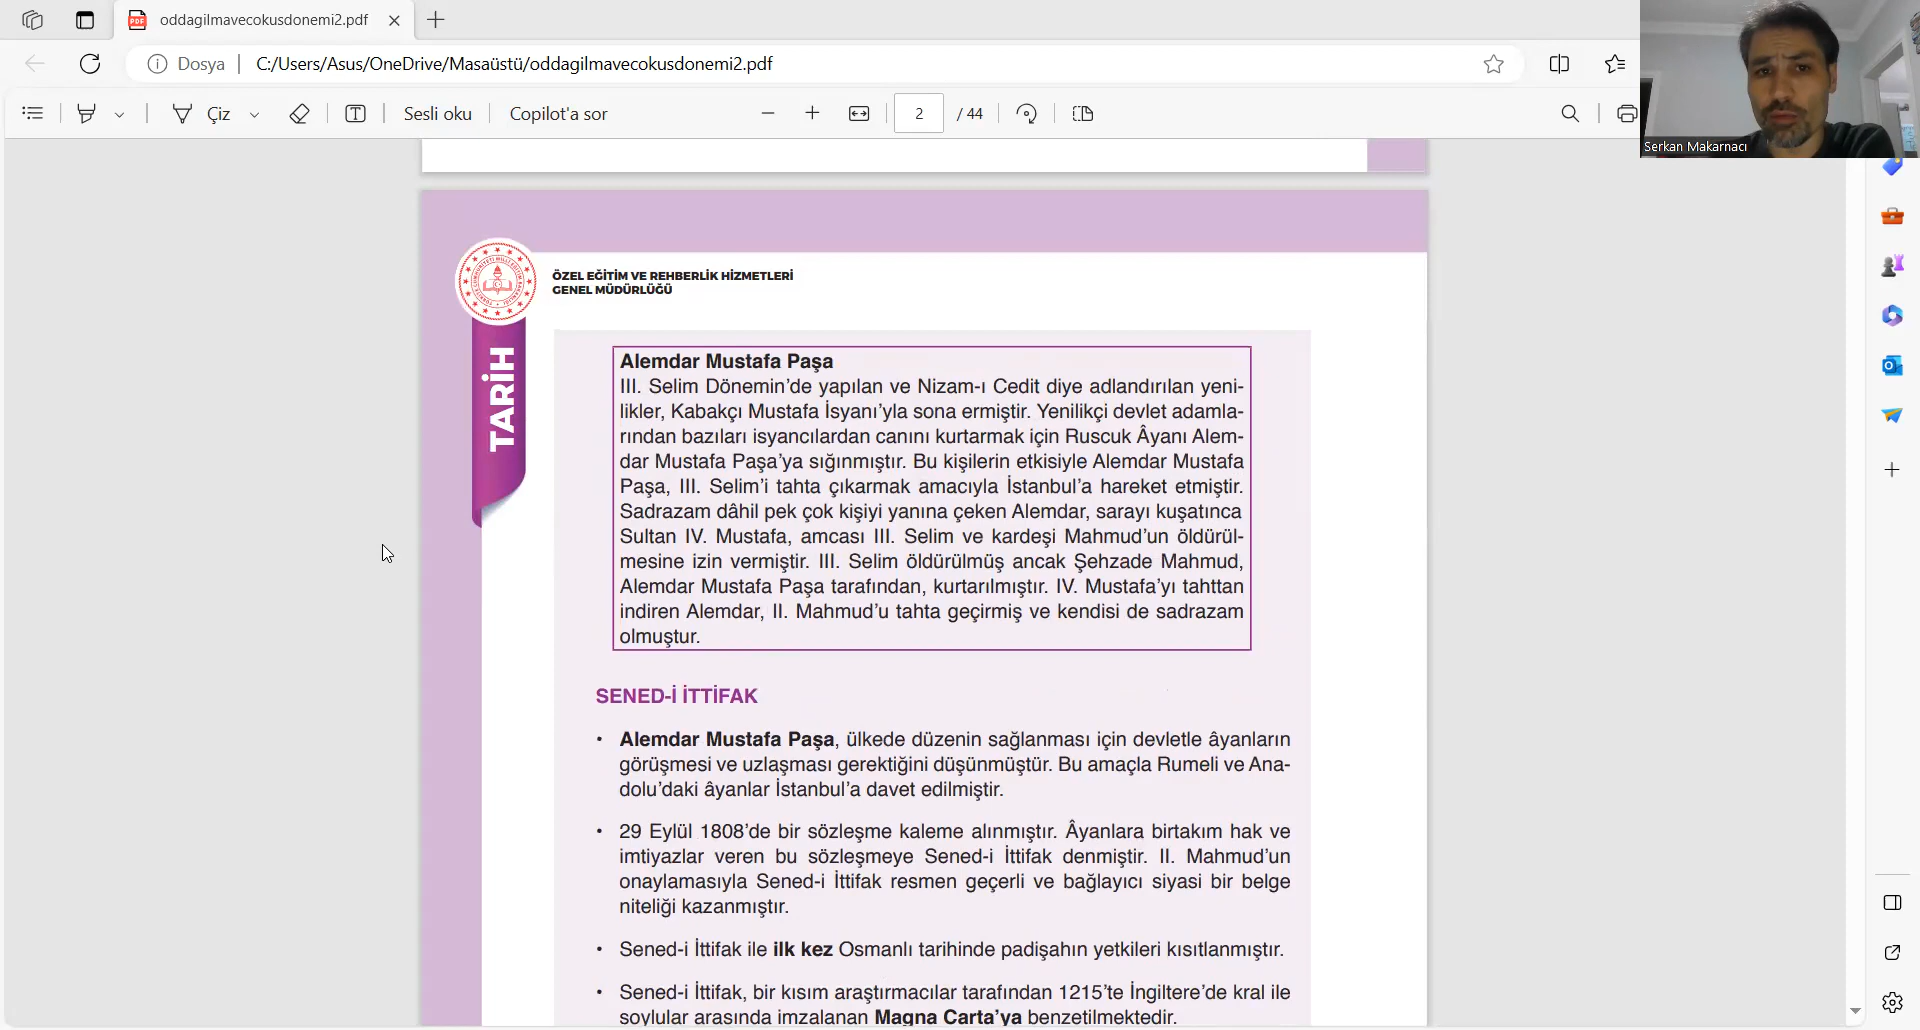 oddagilmavecokusdonemi2.pdf
Dosya
C:/Users/Asus/OneDrive/Masaüstü/oddagilmavecokusdonemi2.pdf
Çiz
Sesli oku
Copilot'a sor
2
/ 44
Serkan Makarnacı
ÖZEL EĞİTİM VE REHBERLİK HİZMETLERİ
GENEL MÜDÜRLÜĞÜ
TARİH
Alemdar Mustafa Paşa
III. Selim Dönemin’de yapılan ve Nizam-ı Cedit diye adlandırılan yeni-
likler, Kabakçı Mustafa İsyanı’yla sona ermiştir. Yenilikçi devlet adamla-
rından bazıları isyancılardan canını kurtarmak için Ruscuk Âyanı Alem-
dar Mustafa Paşa’ya sığınmıştır. Bu kişilerin etkisiyle Alemdar Mustafa
Paşa, III. Selim’i tahta çıkarmak amacıyla İstanbul’a hareket etmiştir.
Sadrazam dâhil pek çok kişiyi yanına çeken Alemdar, sarayı kuşatınca
Sultan IV. Mustafa, amcası III. Selim ve kardeşi Mahmud’un öldürül-
mesine izin vermiştir. III. Selim öldürülmüş ancak Şehzade Mahmud,
Alemdar Mustafa Paşa tarafından, kurtarılmıştır. IV. Mustafa’yı tahttan
indiren Alemdar, II. Mahmud’u tahta geçirmiş ve kendisi de sadrazam
olmuştur.
SENED-İ İTTİFAK
• Alemdar Mustafa Paşa, ülkede düzenin sağlanması için devletle âyanların
görüşmesi ve uzlaşması gerektiğini düşünmüştür. Bu amaçla Rumeli ve Ana-
dolu’daki âyanlar İstanbul’a davet edilmiştir.
• 29 Eylül 1808’de bir sözleşme kaleme alınmıştır. Âyanlara birtakım hak ve
imtiyazlar veren bu sözleşmeye Sened-i İttifak denmiştir. II. Mahmud’un
onaylamasıyla Sened-i İttifak resmen geçerli ve bağlayıcı siyasi bir belge
niteliği kazanmıştır.
• Sened-i İttifak ile ilk kez Osmanlı tarihinde padişahın yetkileri kısıtlanmıştır.
• Sened-i İttifak, bir kısım araştırmacılar tarafından 1215’te İngiltere’de kral ile
soylular arasında imzalanan Magna Carta’ya benzetilmektedir.